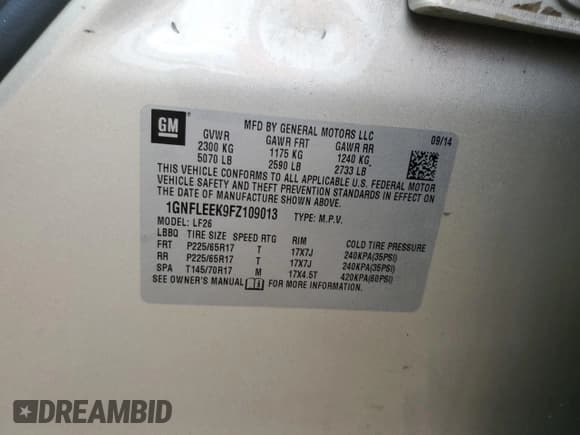 GM
MFD BY GENERAL MOTORS LLC
09/14
GVWR GAWR FRT GAWR RR
2300 KG 1175 KG 1240 KG
5070 LB 2590 LB 2733 LB
THIS VEHICLE CONFORMS TO ALL APPLICABLE U.S. FEDERAL MOTOR
VEHICLE SAFETY AND THEFT PREVENTION STANDARDS IN EFFECT ON
THE DATE OF MANUFACTURE SHOWN ABOVE.
1GNFLEEK9FZ109013 TYPE: M.P.V.
MODEL: LF26
LBBQ TIRE SIZE SPEED RTG RIM COLD TIRE PRESSURE
FRT P225/65R17 T 17X7J 240KPA(35PSI)
RR P225/65R17 T 17X7J 240KPA(35PSI)
SPA T145/70R17 M 17X4.5T 420KPA(60PSI)
SEE OWNER'S MANUAL FOR MORE INFORMATION.
DREAMBID